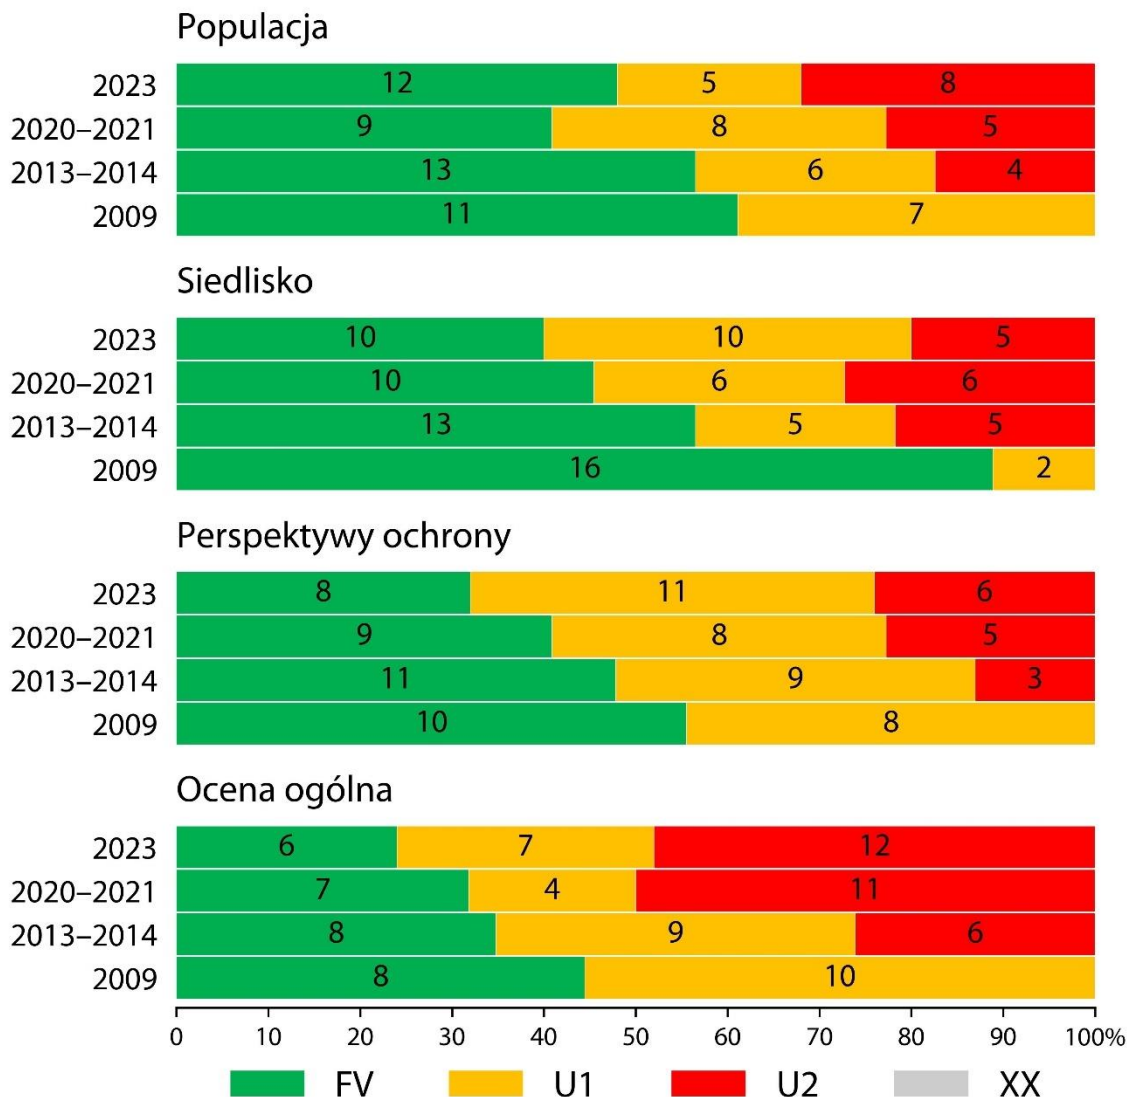 Populacja
2023 12 5 8
2020–2021 9 8 5
2013–2014 13 6 4
2009 11 7
Siedlisko
2023 10 10 5
2020–2021 10 6 6
2013–2014 13 5 5
2009 16 2
Perspektywy ochrony
2023 8 11 6
2020–2021 9 8 5
2013–2014 11 9 3
2009 10 8
Ocena ogólna
2023 6 7 12
2020–2021 7 4 11
2013–2014 8 9 6
2009 8 10
0 10 20 30 40 50 60 70 80 90 100%
FV U1 U2 XX